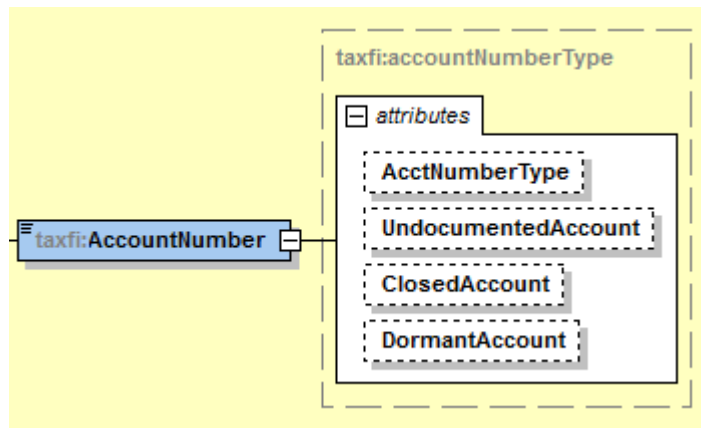 taxfi:accountNumberType
attributes
AcctNumberType
taxfi:AccountNumber
UndocumentedAccount
ClosedAccount
DormantAccount